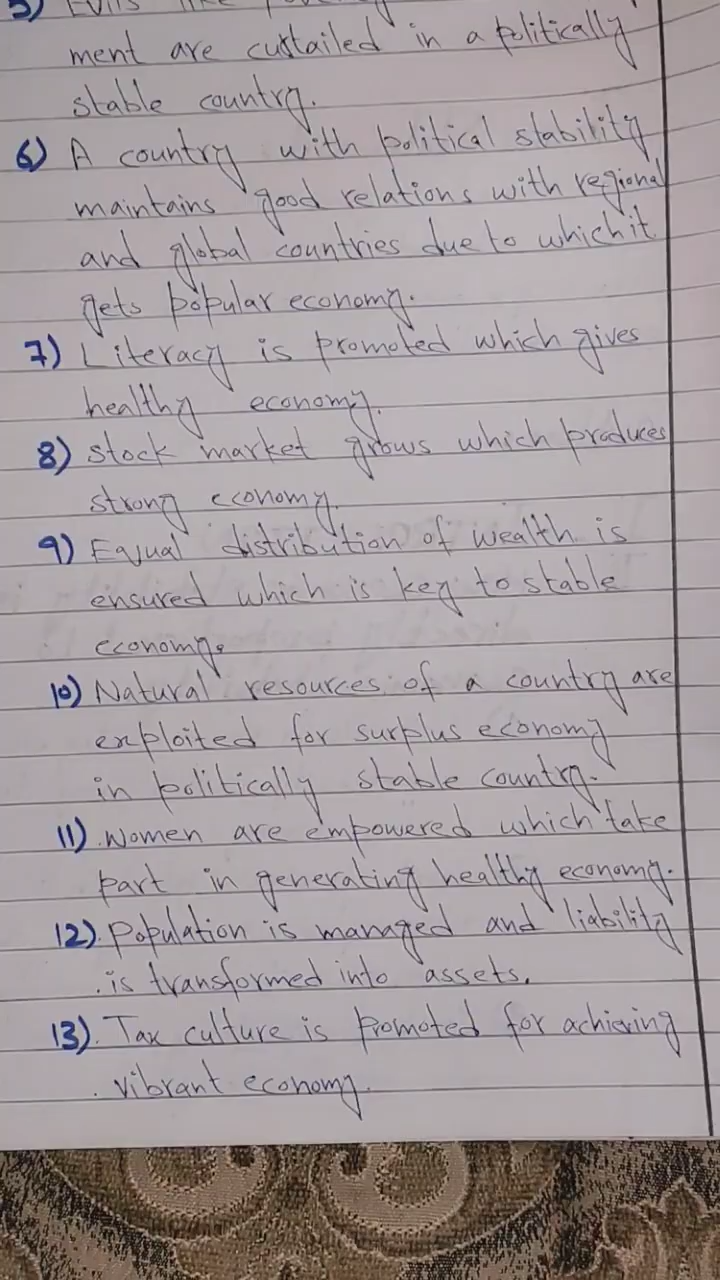 5) Evils like
ment are curtailed in a politically
stable country.
6) A country with political stability
maintains good relations with regional
and global countries due to which it
gets popular economy.
7) Literacy is promoted which gives
healthy economy.
8) Stock market grows which produces
strong economy.
9) Equal distribution of wealth is
ensured which is key to stable
economy.
10) Natural resources of a country are
exploited for surplus economy
in politically stable country.
11) Women are empowered which take
part in generating healthy economy.
12) Population is managed and liability
is transformed into assets.
13) Tax culture is promoted for achieving
vibrant economy.